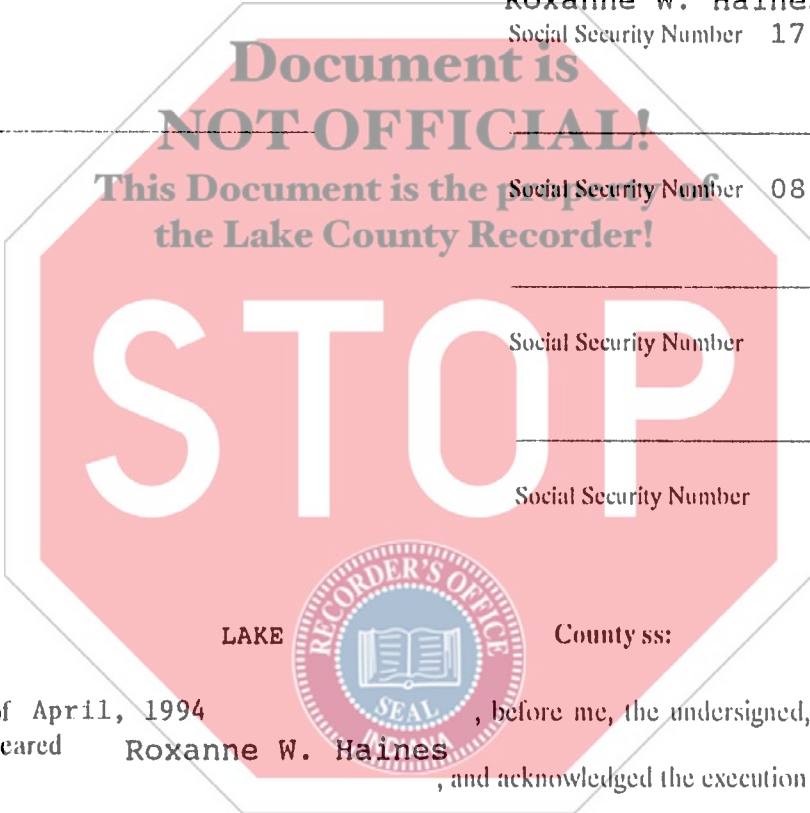 Roxanne W. Haines
Social Security Number 17
Document is
NOT OFFICIAL!
This Document is the property of
the Lake County Recorder!
Social Security Number 08
STOP
Social Security Number
Social Security Number
RECORDER'S OFFICE
SEAL
INDIANA
LAKE County ss:
of April, 1994 , before me, the undersigned,
eared Roxanne W. Haines
, and acknowledged the execution